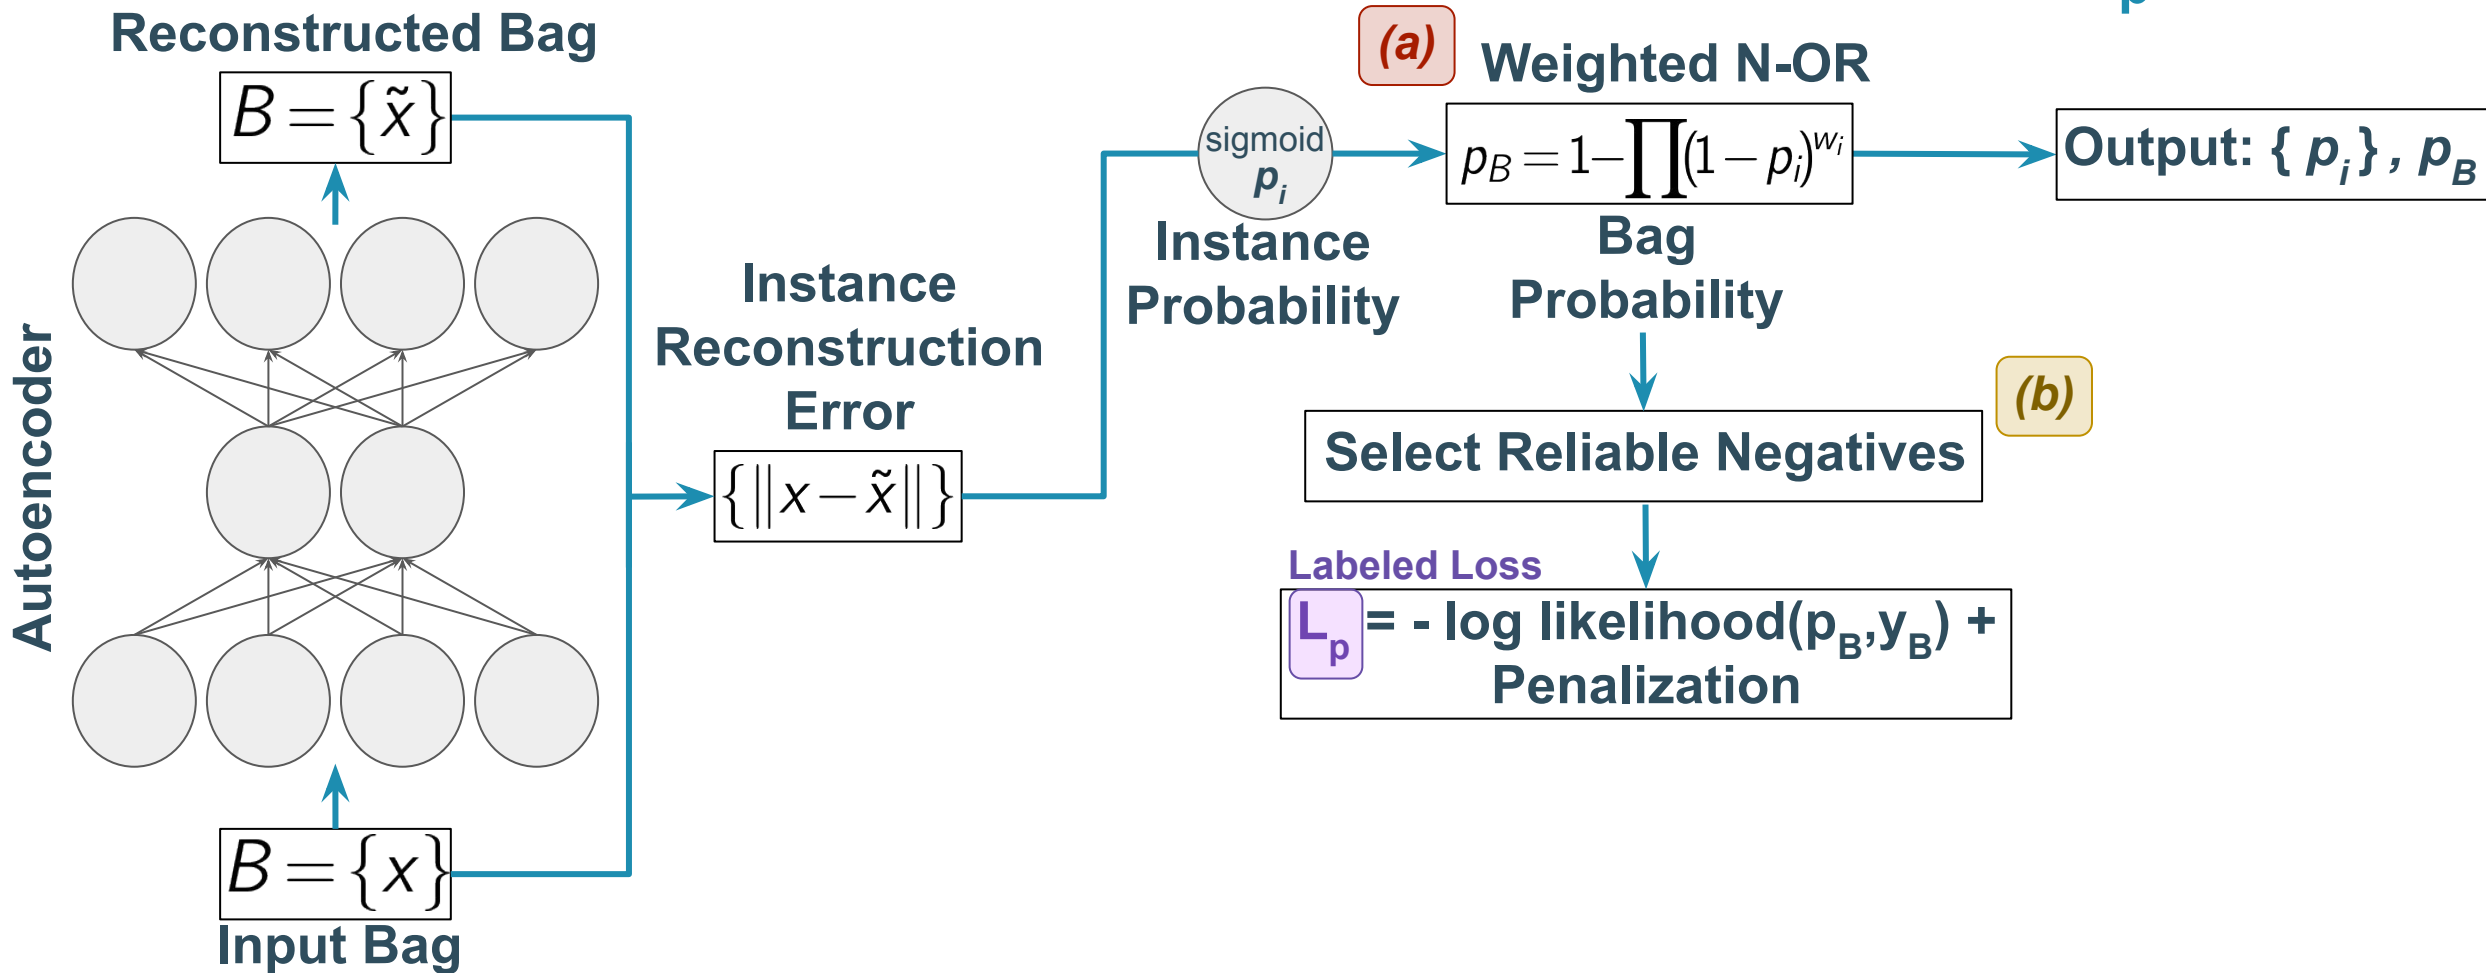 p
Reconstructed Bag
B = {x̃}
Autoencoder
B = {x}
Input Bag
Instance
Reconstruction
Error
{||x − x̃||}
(a)
sigmoid
p_i
Instance
Probability
Weighted N-OR
p_B = 1−∏(1 − p_i)^{w_i}
Bag
Probability
Output: { p_i } , p_B
(b)
Select Reliable Negatives
Labeled Loss
L_p = - log likelihood(p_B,y_B) +
Penalization